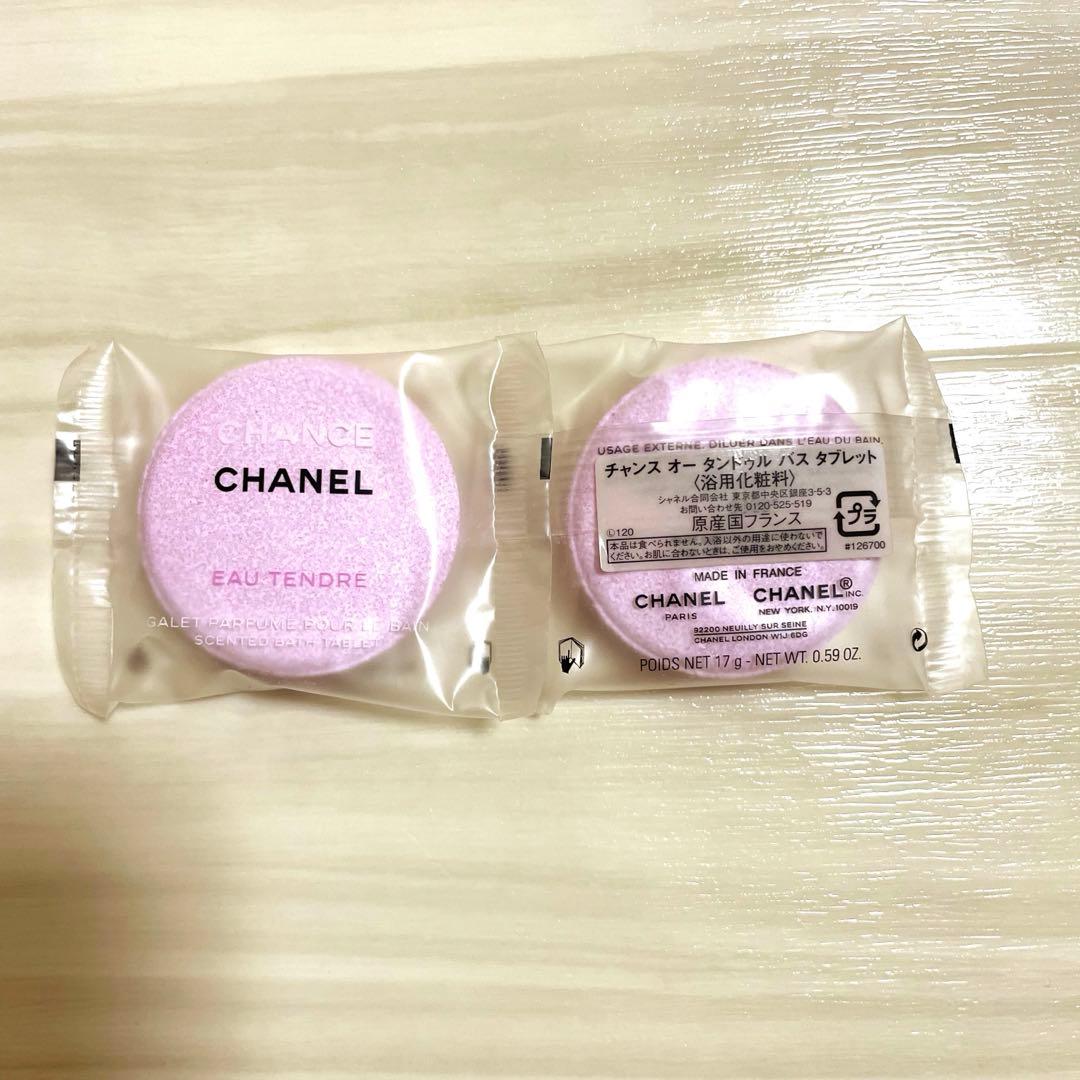 CHANCE
CHANEL
EAU TENDRE
GALET PARFUMÉ POUR LE BAIN
SCENTED BATH TABLET
USAGE EXTERNE. DILUER DANS L'EAU DU BAIN.
チャンス オー タンドゥル バス タブレット
〈浴用化粧料〉
シャネル合同会社 東京都中央区銀座3-5-3
お問い合わせ先 0120-525-519
原産国フランス
Ⓛ120
本品は食べられません。入浴以外の用途に使わないで
ください。お肌に合わないときは、ご使用をおやめください。
プラ
#126700
MADE IN FRANCE
CHANEL CHANEL® INC.
PARIS NEW YORK. N.Y. 10019
92200 NEUILLY SUR SEINE
CHANEL LONDON W1J 6DG
POIDS NET 17 g - NET WT. 0.59 OZ.